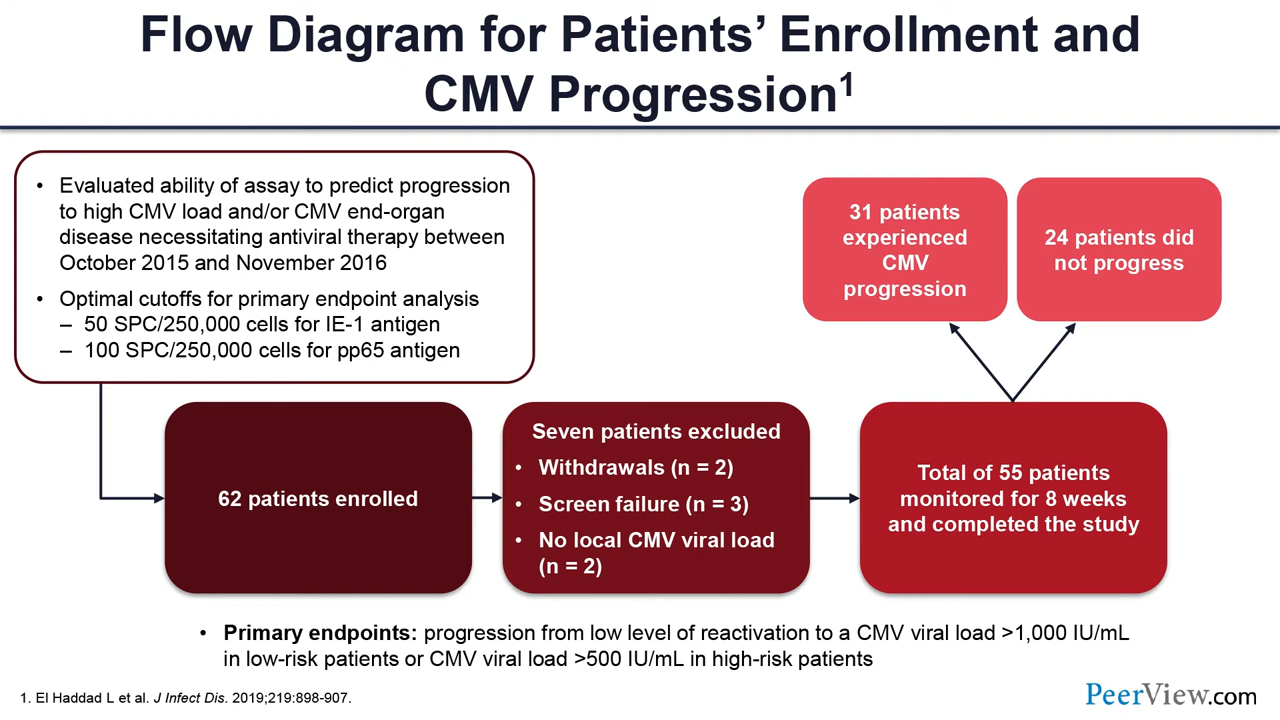 Flow Diagram for Patients’ Enrollment and
CMV Progression1
• Evaluated ability of assay to predict progression
to high CMV load and/or CMV end-organ
disease necessitating antiviral therapy between
October 2015 and November 2016
• Optimal cutoffs for primary endpoint analysis
– 50 SPC/250,000 cells for IE-1 antigen
– 100 SPC/250,000 cells for pp65 antigen
62 patients enrolled
Seven patients excluded
• Withdrawals (n = 2)
• Screen failure (n = 3)
• No local CMV viral load
(n = 2)
Total of 55 patients
monitored for 8 weeks
and completed the study
31 patients
experienced
CMV
progression
24 patients did
not progress
• Primary endpoints: progression from low level of reactivation to a CMV viral load >1,000 IU/mL
in low-risk patients or CMV viral load >500 IU/mL in high-risk patients
1. El Haddad L et al. J Infect Dis. 2019;219:898-907.
PeerView.com